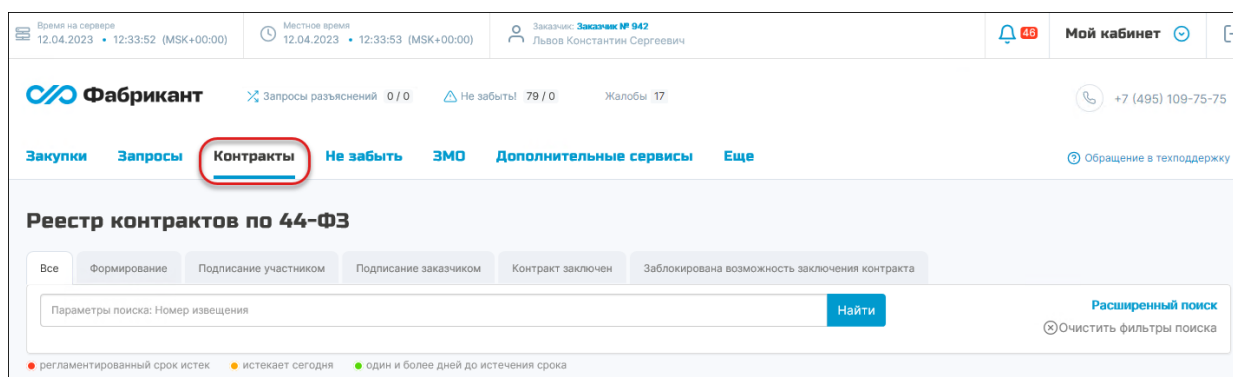 Время на сервере
12.04.2023 • 12:33:52 (MSK+00:00)
Местное время
12.04.2023 • 12:33:53 (MSK+00:00)
Заказчик: Заказчик № 942
Львов Константин Сергеевич
46
Мой кабинет
Фабрикант
Запросы разъяснений 0 / 0
Не забыть! 79 / 0
Жалобы 17
+7 (495) 109-75-75
Закупки Запросы Контракты Не забыть ЗМО Дополнительные сервисы Еще
Обращение в техподдержку
Реестр контрактов по 44-ФЗ
Все Формирование Подписание участником Подписание заказчиком Контракт заключен Заблокирована возможность заключения контракта
Параметры поиска: Номер извещения
Найти
Расширенный поиск
Очистить фильтры поиска
регламентированный срок истек истекает сегодня один и более дней до истечения срока